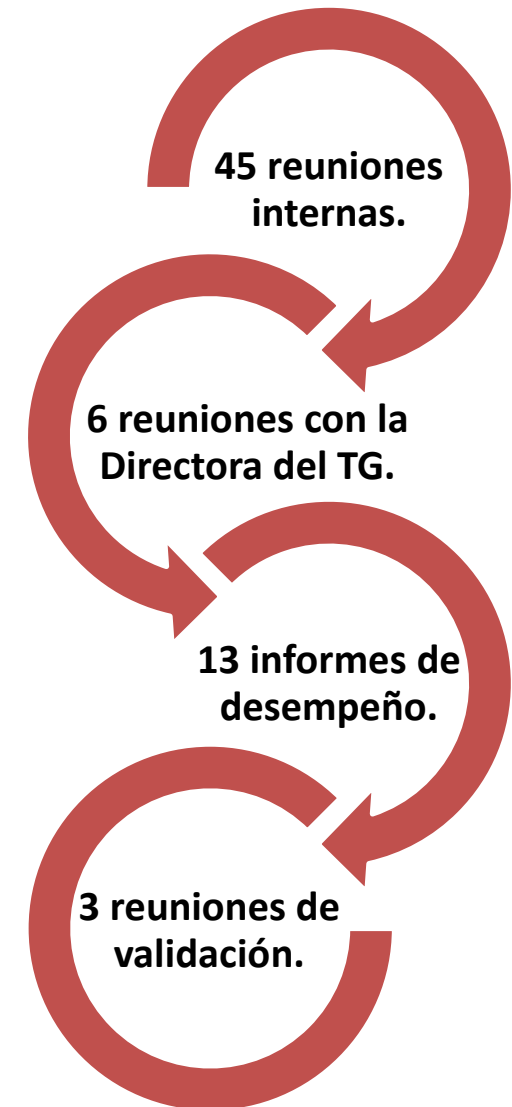 45 reuniones
internas.
6 reuniones con la
Directora del TG.
13 informes de
desempeño.
3 reuniones de
validación.